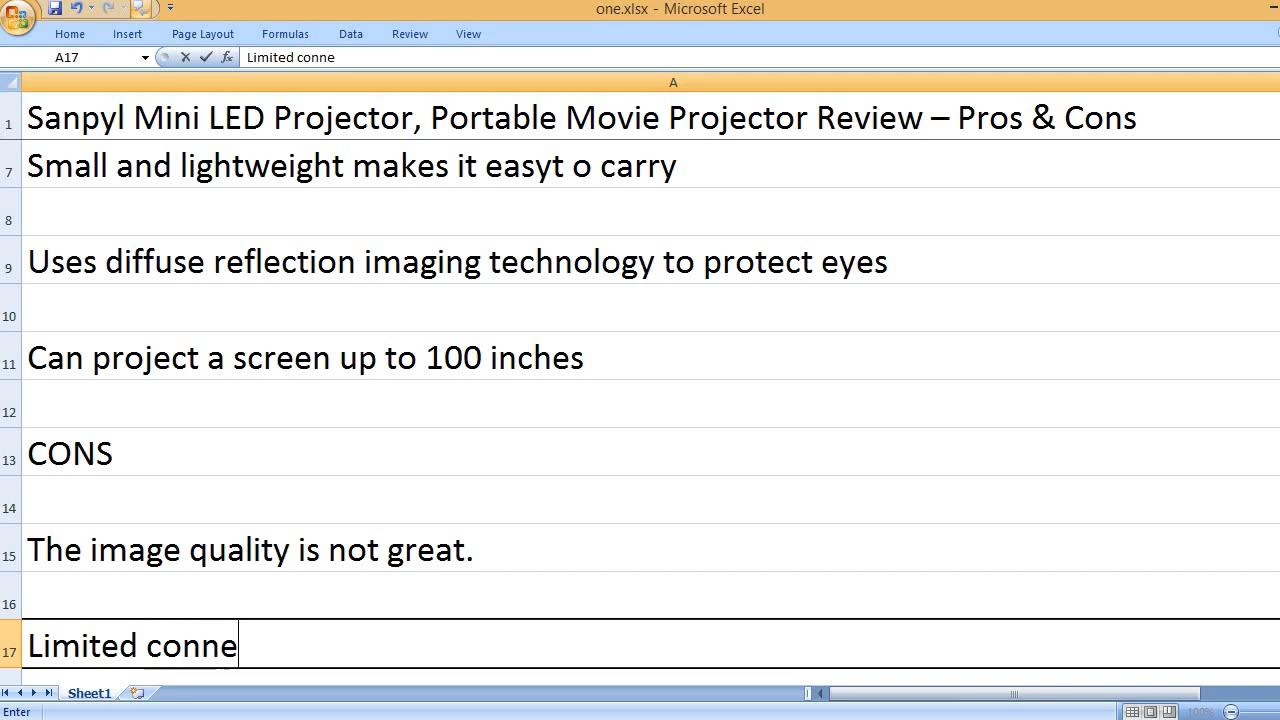 one.xlsx - Microsoft Excel
Home Insert Page Layout Formulas Data Review View
A17 fx Limited conne
A
1 Sanpyl Mini LED Projector, Portable Movie Projector Review – Pros & Cons
7 Small and lightweight makes it easyt o carry
8
9 Uses diffuse reflection imaging technology to protect eyes
10
11 Can project a screen up to 100 inches
12
13 CONS
14
15 The image quality is not great.
16
17 Limited conne
Sheet1
Enter 100%